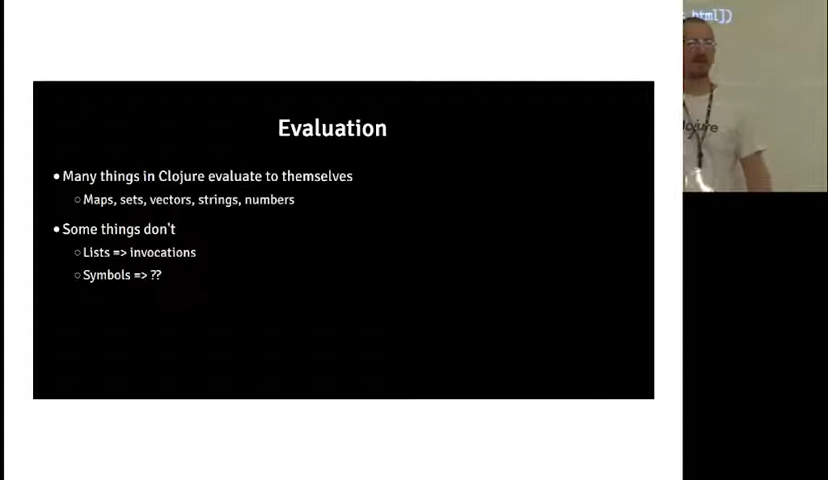 Evaluation
• Many things in Clojure evaluate to themselves
○ Maps, sets, vectors, strings, numbers
• Some things don't
○ Lists => invocations
○ Symbols => ??
html])